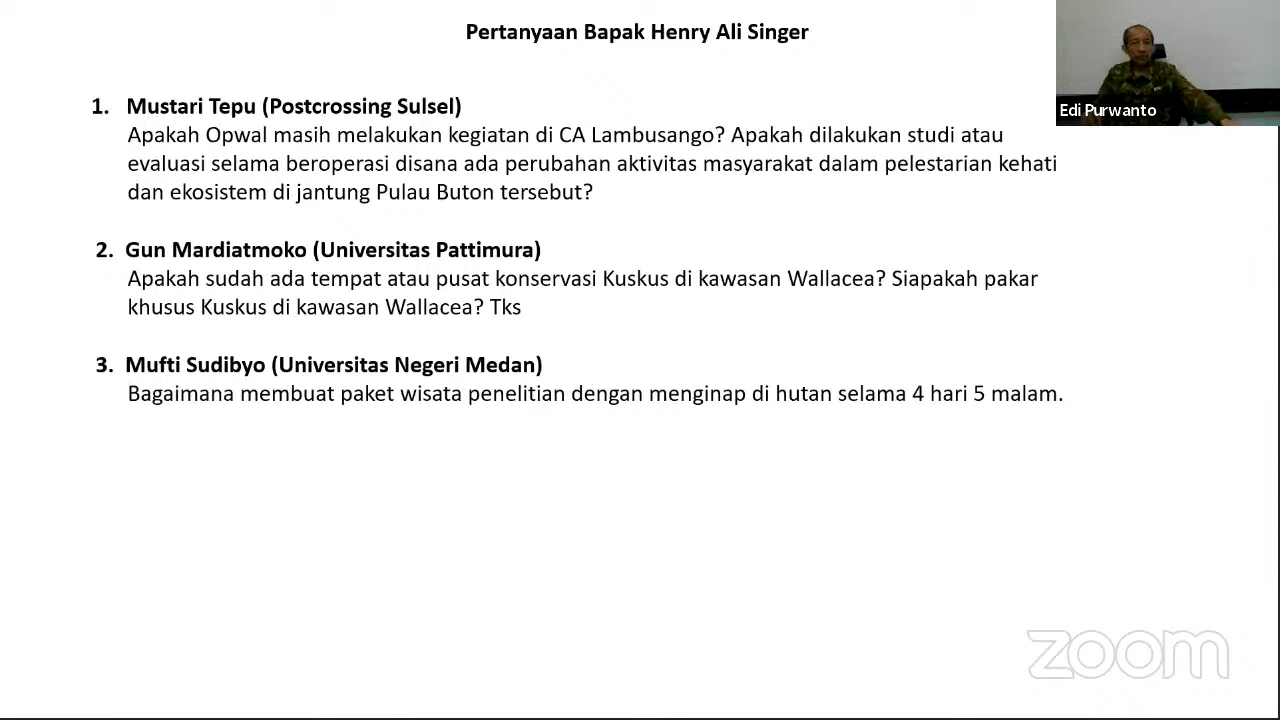 Pertanyaan Bapak Henry Ali Singer
Edi Purwanto
1. Mustari Tepu (Postcrossing Sulsel)
Apakah Opwal masih melakukan kegiatan di CA Lambusango? Apakah dilakukan studi atau
evaluasi selama beroperasi disana ada perubahan aktivitas masyarakat dalam pelestarian kehati
dan ekosistem di jantung Pulau Buton tersebut?
2. Gun Mardiatmoko (Universitas Pattimura)
Apakah sudah ada tempat atau pusat konservasi Kuskus di kawasan Wallacea? Siapakah pakar
khusus Kuskus di kawasan Wallacea? Tks
3. Mufti Sudibyo (Universitas Negeri Medan)
Bagaimana membuat paket wisata penelitian dengan menginap di hutan selama 4 hari 5 malam.
zoom